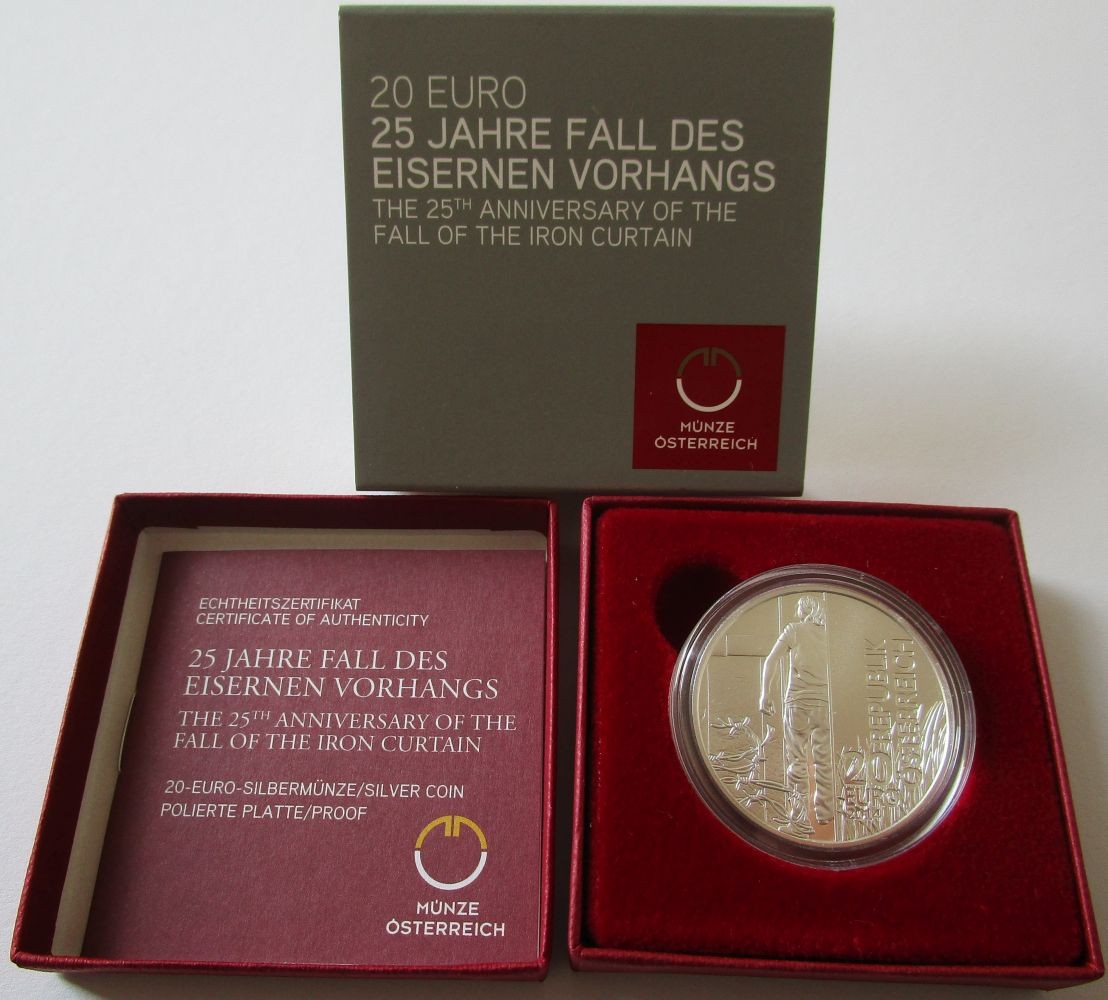 20 EURO
25 JAHRE FALL DES
EISERNEN VORHANGS
THE 25TH ANNIVERSARY OF THE
FALL OF THE IRON CURTAIN
MÜNZE
ÖSTERREICH
ECHTHEITSZERTIFIKAT
CERTIFICATE OF AUTHENTICITY
25 JAHRE FALL DES
EISERNEN VORHANGS
THE 25TH ANNIVERSARY OF THE
FALL OF THE IRON CURTAIN
20-EURO-SILBERMÜNZE/SILVER COIN
POLIERTE PLATTE/PROOF
MÜNZE
ÖSTERREICH
REPUBLIK
ÖSTERREICH